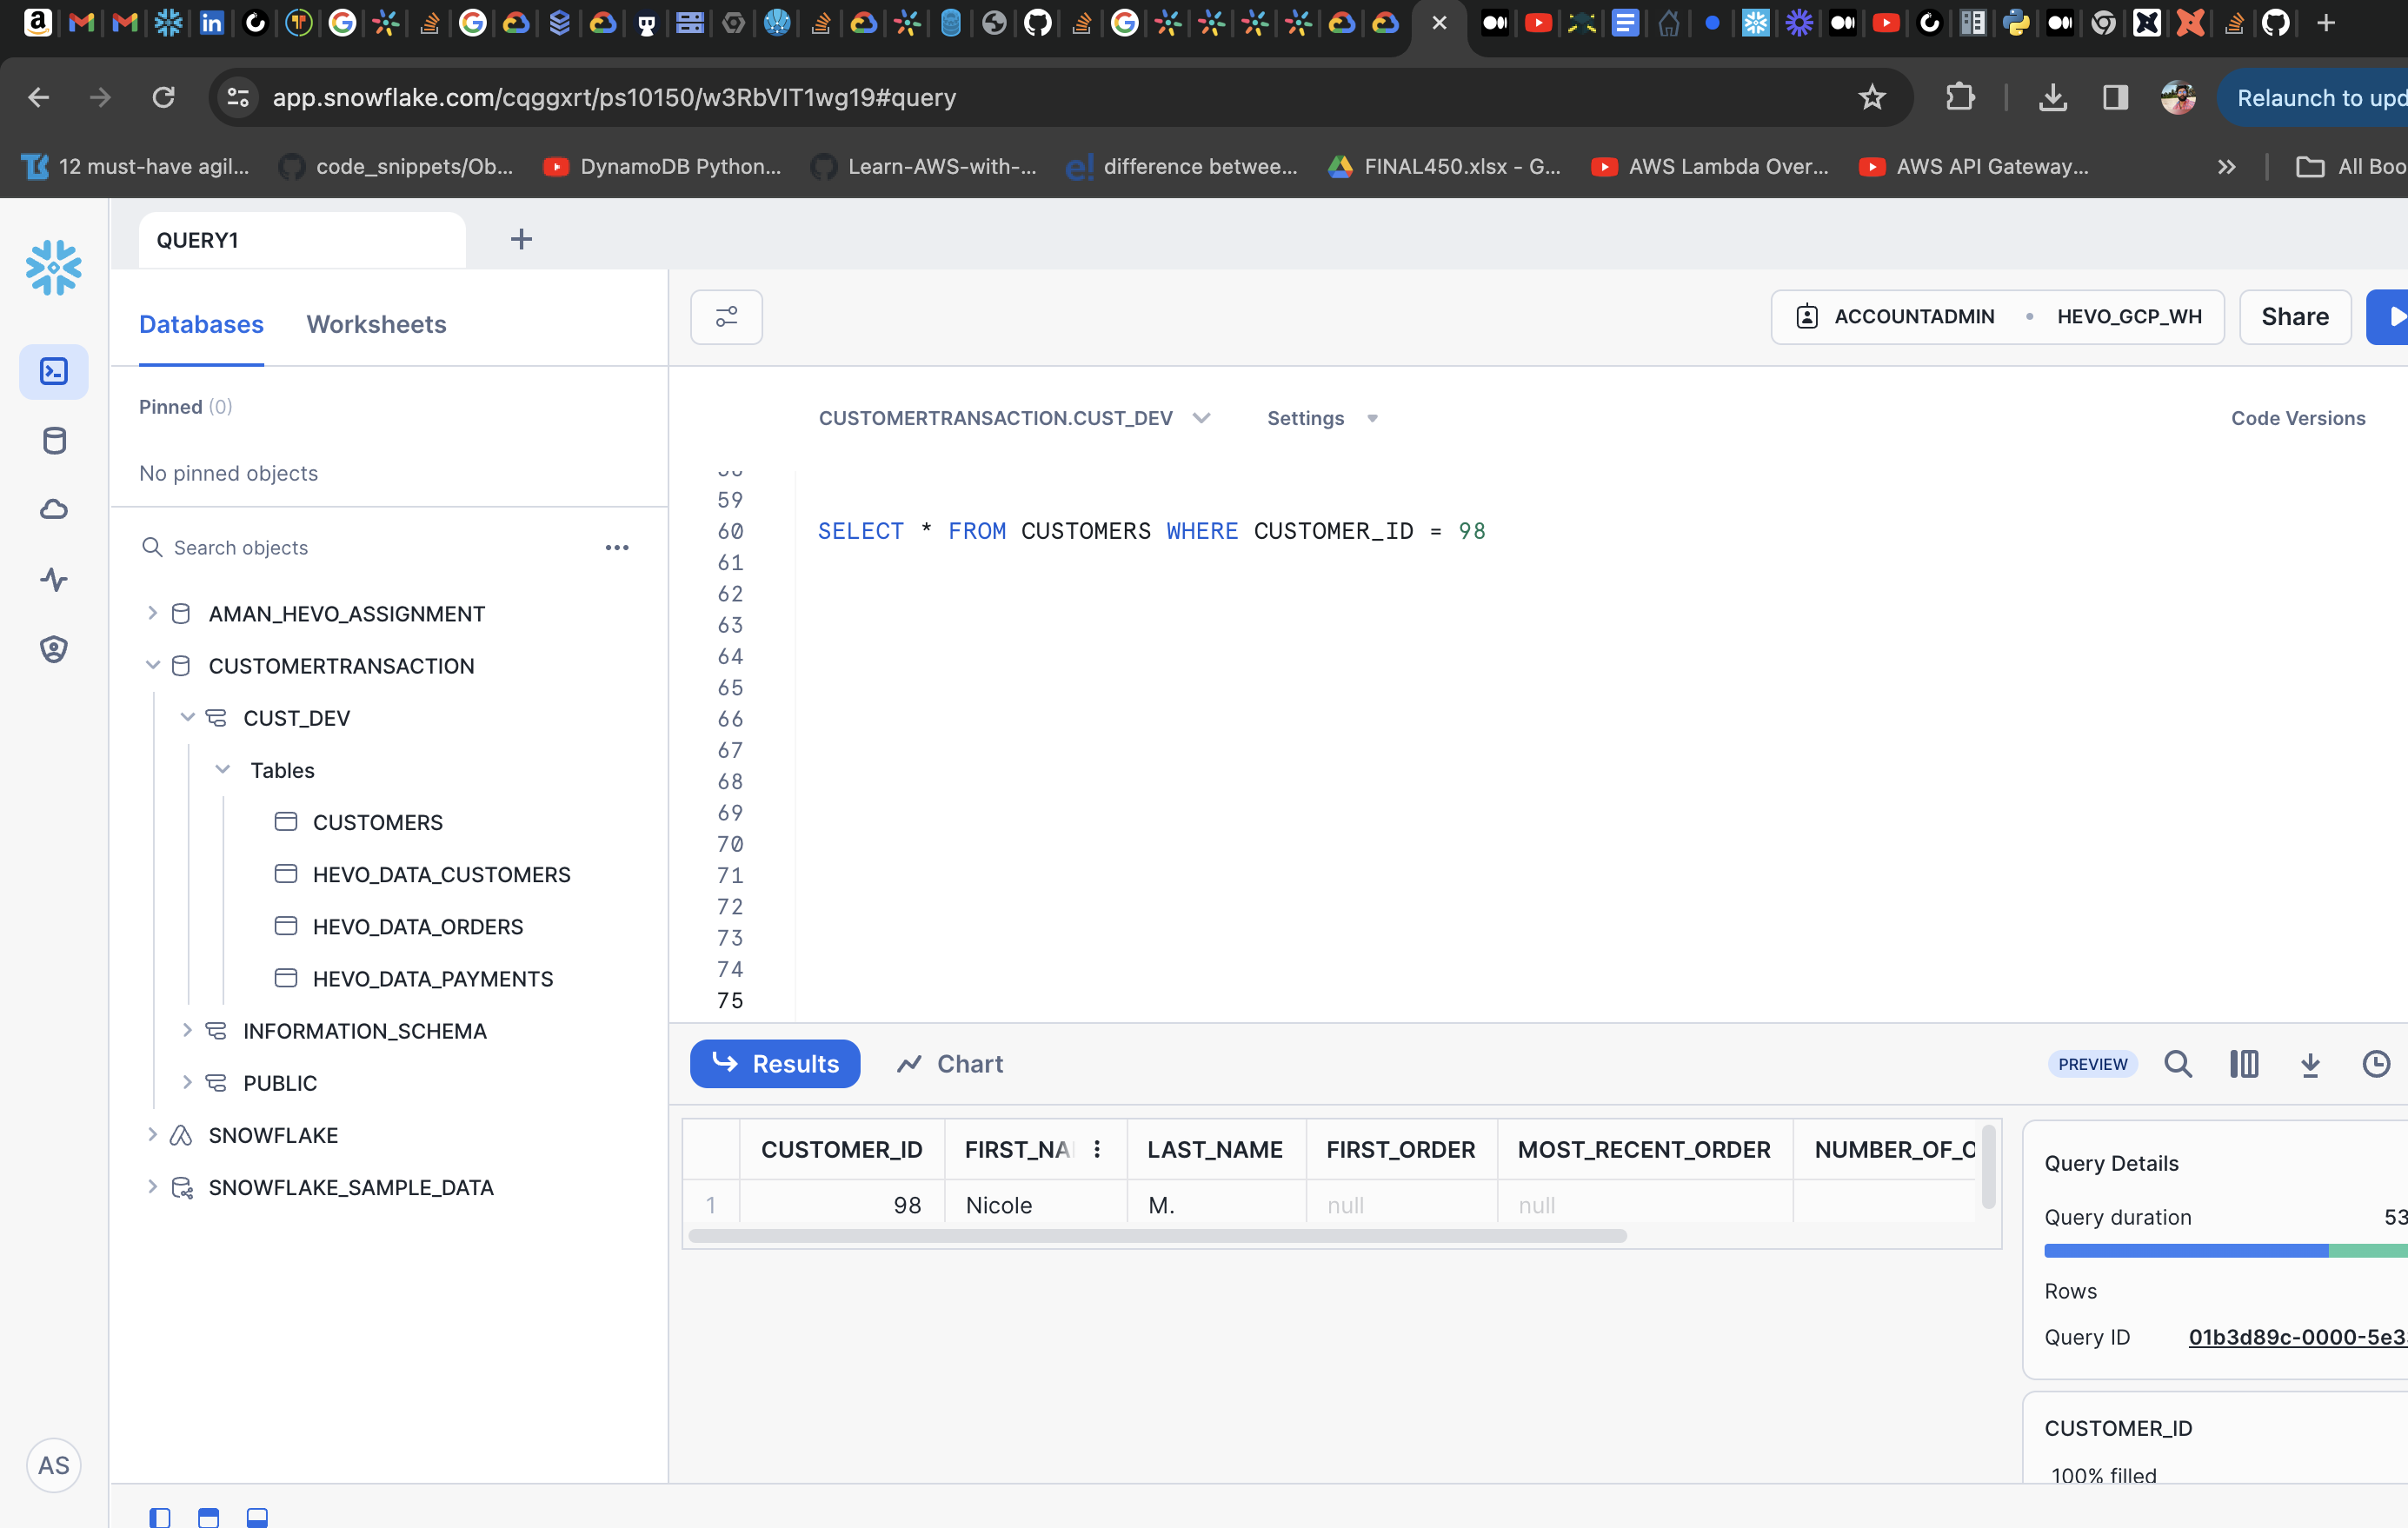 app.snowflake.com/cqggxrt/ps10150/w3RbVIT1wg19#query
Relaunch to upd
12 must-have agil...
code_snippets/Ob...
DynamoDB Python...
Learn-AWS-with-...
difference betwee...
FINAL450.xlsx - G...
AWS Lambda Over...
AWS API Gateway...
All Boo
QUERY1
Databases
Worksheets
ACCOUNTADMIN • HEVO_GCP_WH
Share
Pinned (0)
No pinned objects
Search objects
AMAN_HEVO_ASSIGNMENT
CUSTOMERTRANSACTION
CUST_DEV
Tables
CUSTOMERS
HEVO_DATA_CUSTOMERS
HEVO_DATA_ORDERS
HEVO_DATA_PAYMENTS
INFORMATION_SCHEMA
PUBLIC
SNOWFLAKE
SNOWFLAKE_SAMPLE_DATA
AS
CUSTOMERTRANSACTION.CUST_DEV
Settings
Code Versions
59
60 SELECT * FROM CUSTOMERS WHERE CUSTOMER_ID = 98
61
62
63
64
65
66
67
68
69
70
71
72
73
74
75
Results
Chart
PREVIEW
CUSTOMER_ID FIRST_NA LAST_NAME FIRST_ORDER MOST_RECENT_ORDER NUMBER_OF_O
1 98 Nicole M. null null
Query Details
Query duration 53
Rows
Query ID 01b3d89c-0000-5e3
CUSTOMER_ID
100% filled